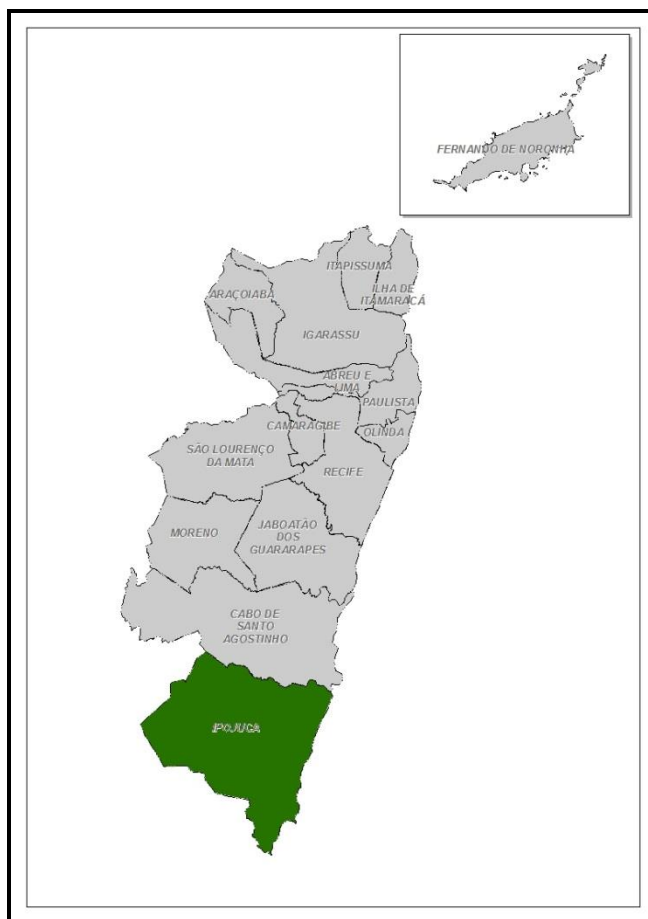 FERNANDO DE NORONHA
ITAPISSUMA
ARAÇOIABA
ILHA DE
ITAMARACÁ
IGARASSU
ABREU E
LIMA
PAULISTA
CAMARAGIBE
OLINDA
SÃO LOURENÇO
DA MATA
RECIFE
MORENO
JABOATÃO
DOS
GUARARAPES
CABO DE
SANTO
AGOSTINHO
IPOJUCA